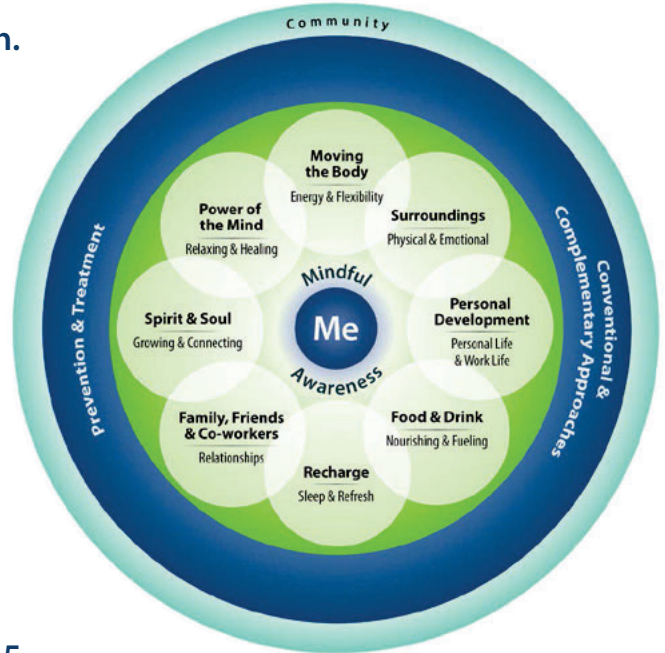 n.
Community
Moving
the Body
Energy & Flexibility
Power of
the Mind
Relaxing & Healing
Surroundings
Physical & Emotional
Mindful
Me
Awareness
Spirit & Soul
Growing & Connecting
Personal
Development
Personal Life
& Work Life
Family, Friends
& Co-workers
Relationships
Food & Drink
Nourishing & Fueling
Recharge
Sleep & Refresh
Prevention & Treatment
Conventional &
Complementary Approaches
5